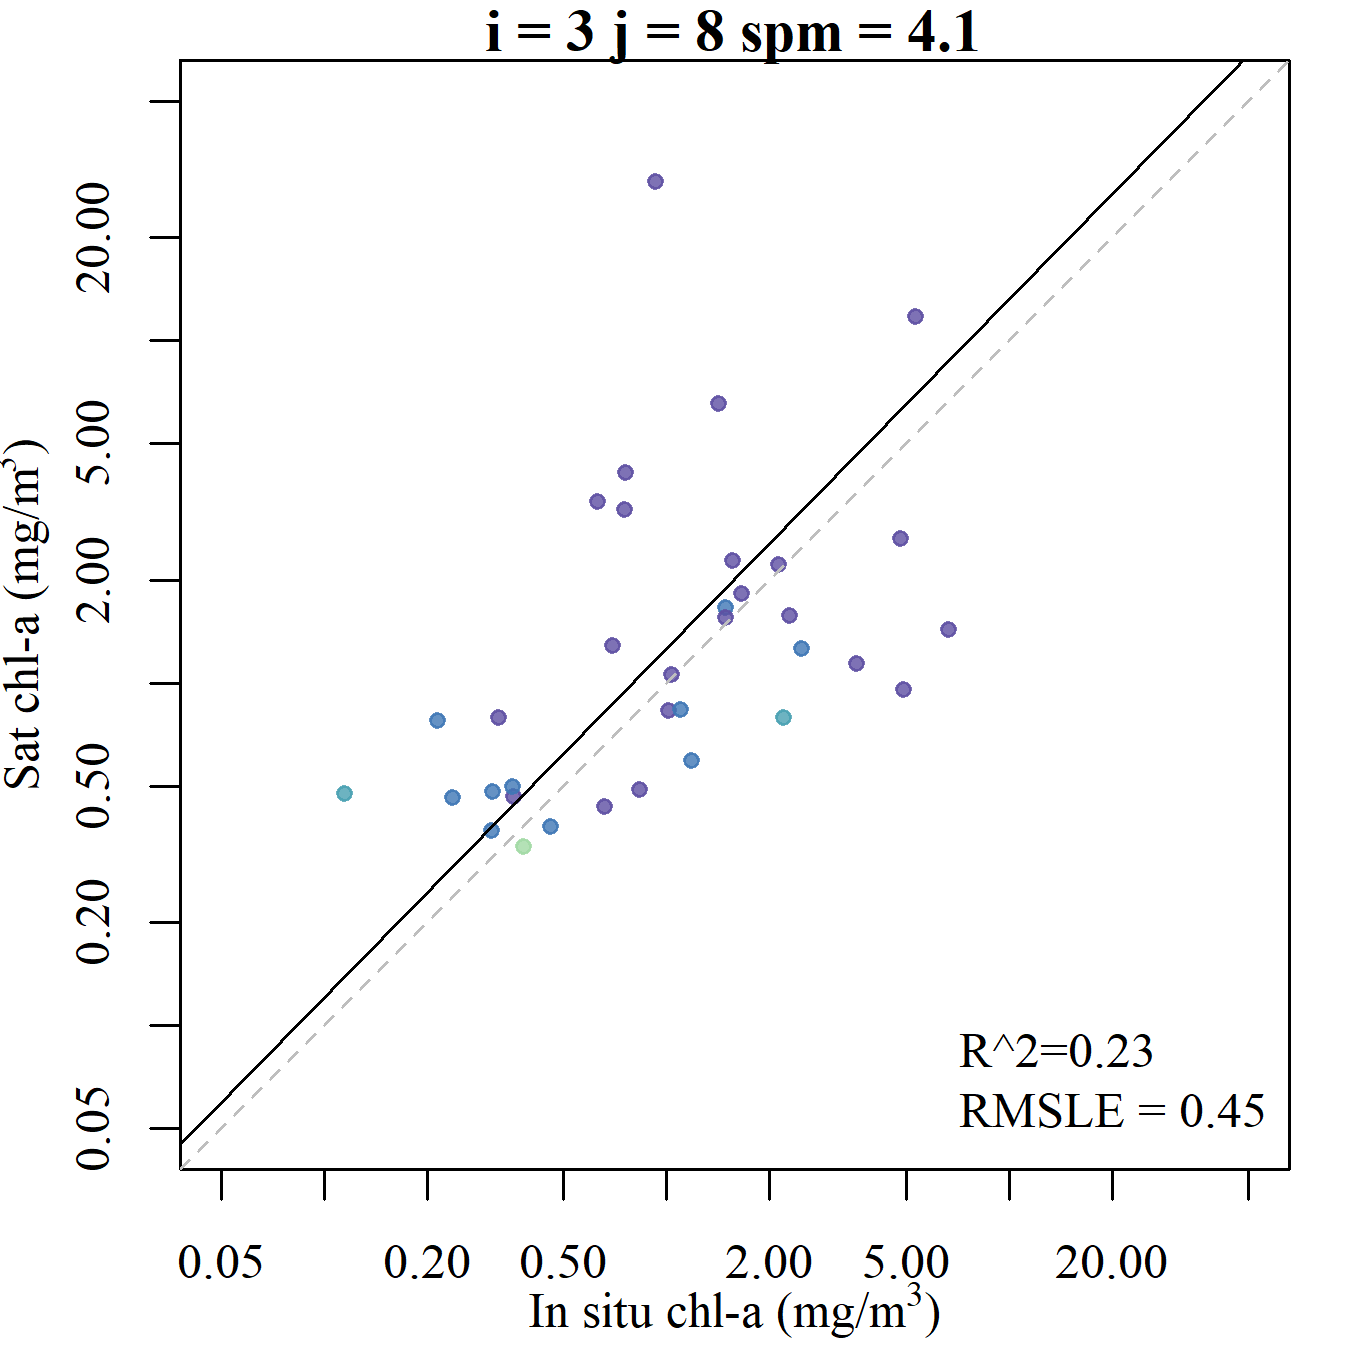 i = 3 j = 8 spm = 4.1
Sat chl-a (mg/m³)
20.00
5.00
2.00
0.50
0.20
0.05
R^2=0.23
RMSLE = 0.45
0.05 0.20 0.50 2.00 5.00 20.00
In situ chl-a (mg/m³)